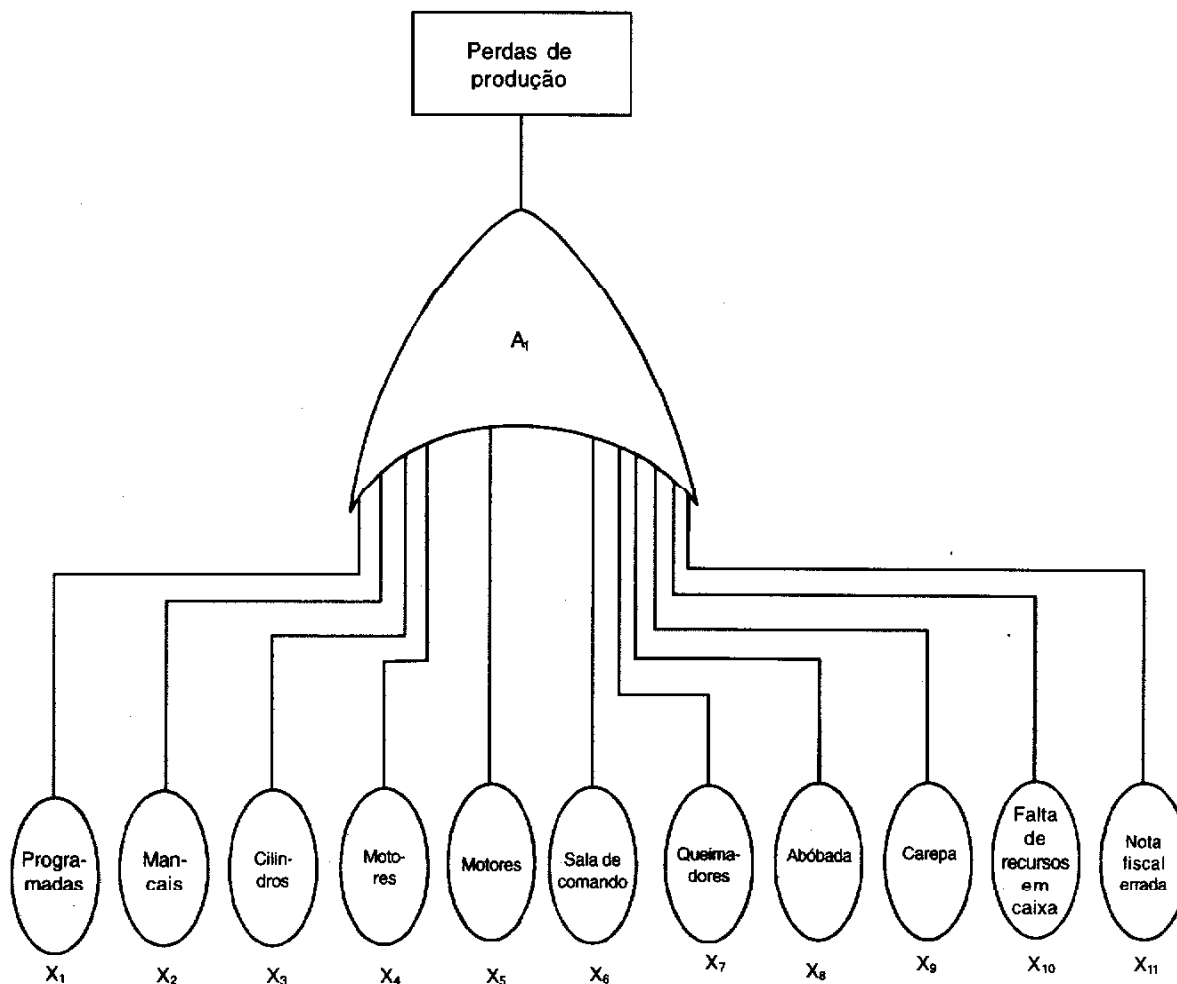 Perdas de
produção
A₁
Progra-
madas
Man-
cais
Cilin-
dros
Moto-
res
Motores
Sala de
comando
Queima-
dores
Abóbada
Carepa
Falta
de
recursos
em
caixa
Nota
fiscal
errada
X₁
X₂
X₃
X₄
X₅
X₆
X₇
X₈
X₉
X₁₀
X₁₁